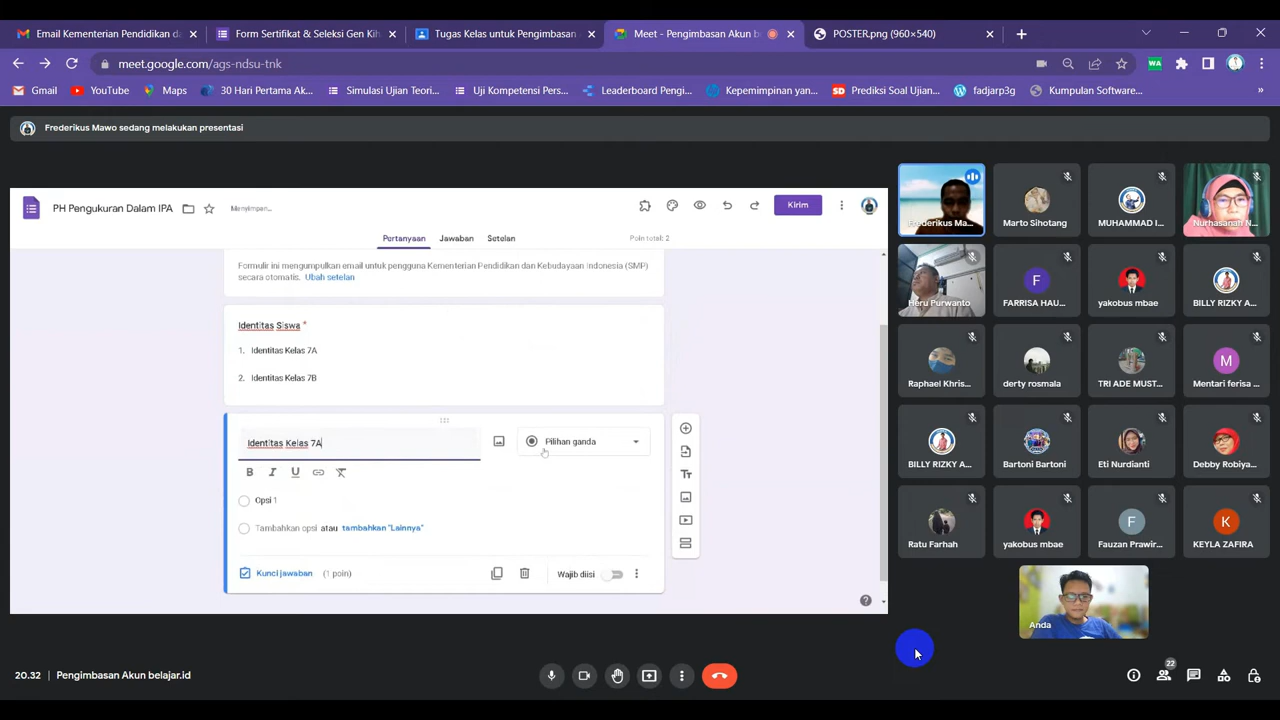 Email Kementerian Pendidikan da
Form Sertifikat & Seleksi Gen Kih
Tugas Kelas untuk Pengimbasan
Meet - Pengimbasan Akun b
POSTER.png (960×540)
meet.google.com/ags-ndsu-tnk
WA
Gmail
YouTube
Maps
30 Hari Pertama Ak...
Simulasi Ujian Teori...
Uji Kompetensi Pers...
Leaderboard Pengi...
Kepemimpinan yan...
SD
Prediksi Soal Ujian...
fadjarp3g
Kumpulan Software...
Frederikus Mawo sedang melakukan presentasi
PH Pengukuran Dalam IPA
Menyimpan...
Kirim
Pertanyaan
Jawaban
Setelan
Poin total: 2
Formulir ini mengumpulkan email untuk pengguna Kementerian Pendidikan dan Kebudayaan Indonesia (SMP)
secara otomatis. Ubah setelan
Identitas Siswa *
1. Identitas Kelas 7A
2. Identitas Kelas 7B
Identitas Kelas 7A
Pilihan ganda
B I U
Opsi 1
Tambahkan opsi atau tambahkan "Lainnya"
Kunci jawaban (1 poin)
Wajib diisi
Frederikus Ma...
Marto Sihotang
MUHAMMAD I...
Nurhasanah N...
Heru Purwanto
F
FARRISA HAU...
yakobus mbae
BILLY RIZKY A...
Raphael Khris...
derty rosmala
TRI ADE MUST...
M
Mentari ferisa ...
BILLY RIZKY A...
Bartoni Bartoni
Eti Nurdianti
Debby Robiya...
Ratu Farhah
yakobus mbae
F
Fauzan Prawir...
K
KEYLA ZAFIRA
Anda
20.32
Pengimbasan Akun belajar.id
22